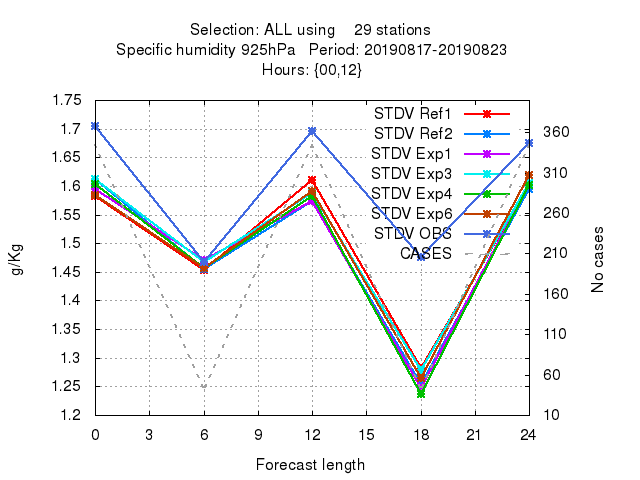 Selection: ALL using    29 stations
Specific humidity 925hPa   Period: 20190817-20190823
Hours: {00,12}
1.75
1.7
1.65
1.6
1.55
1.5
1.45
1.4
1.35
1.3
1.25
1.2
g/Kg
STDV Ref1
STDV Ref2
STDV Exp1
STDV Exp3
STDV Exp4
STDV Exp6
STDV OBS
CASES
360
310
260
210
160
110
60
10
No cases
0 3 6 9 12 15 18 21 24
Forecast length